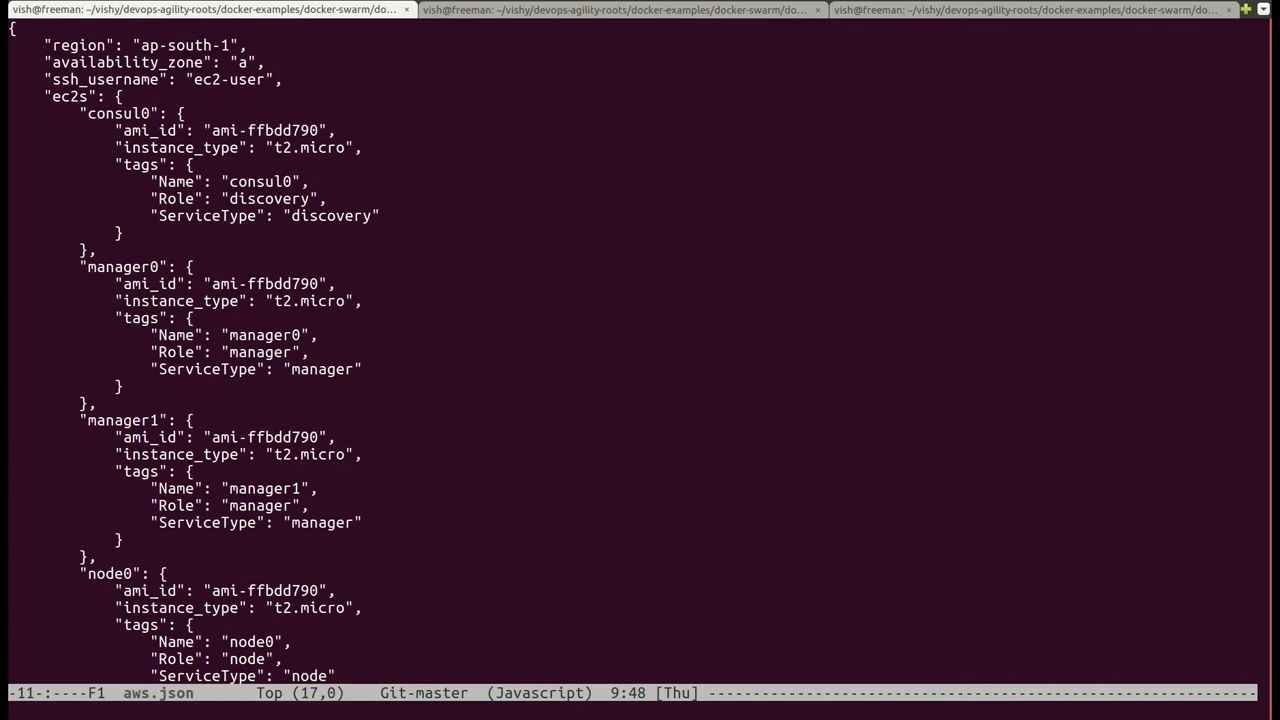 vish@freeman: ~/vishy/devops-agility-roots/docker-examples/docker-swarm/do... × vish@freeman: ~/vishy/devops-agility-roots/docker-examples/docker-swarm/do... × vish@freeman: ~/vishy/devops-agility-roots/docker-examples/docker-swarm/do... ×
{
    "region": "ap-south-1",
    "availability_zone": "a",
    "ssh_username": "ec2-user",
    "ec2s": {
        "consul0": {
            "ami_id": "ami-ffbdd790",
            "instance_type": "t2.micro",
            "tags": {
                "Name": "consul0",
                "Role": "discovery",
                "ServiceType": "discovery"
            }
        },
        "manager0": {
            "ami_id": "ami-ffbdd790",
            "instance_type": "t2.micro",
            "tags": {
                "Name": "manager0",
                "Role": "manager",
                "ServiceType": "manager"
            }
        },
        "manager1": {
            "ami_id": "ami-ffbdd790",
            "instance_type": "t2.micro",
            "tags": {
                "Name": "manager1",
                "Role": "manager",
                "ServiceType": "manager"
            }
        },
        "node0": {
            "ami_id": "ami-ffbdd790",
            "instance_type": "t2.micro",
            "tags": {
                "Name": "node0",
                "Role": "node",
                "ServiceType": "node"
-11-:----F1  aws.json       Top (17,0)    Git-master  (Javascript)  9:48 [Thu] --------------------------------------------------------------